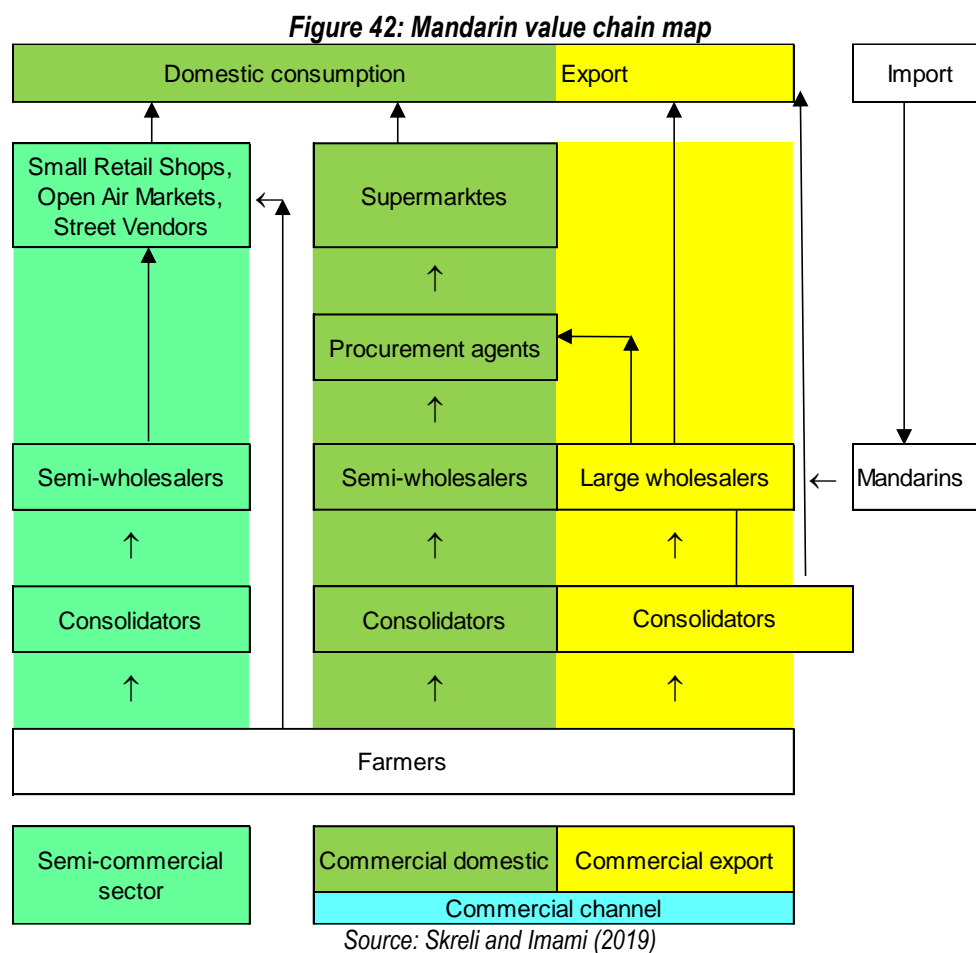 Figure 42: Mandarin value chain map
Domestic consumption
Export
Import
Small Retail Shops,
Open Air Markets,
Street Vendors
Supermarktes
Procurement agents
Semi-wholesalers
Semi-wholesalers
Large wholesalers
Mandarins
Consolidators
Consolidators
Consolidators
Farmers
Semi-commercial
sector
Commercial domestic
Commercial export
Commercial channel
Source: Skreli and Imami (2019)